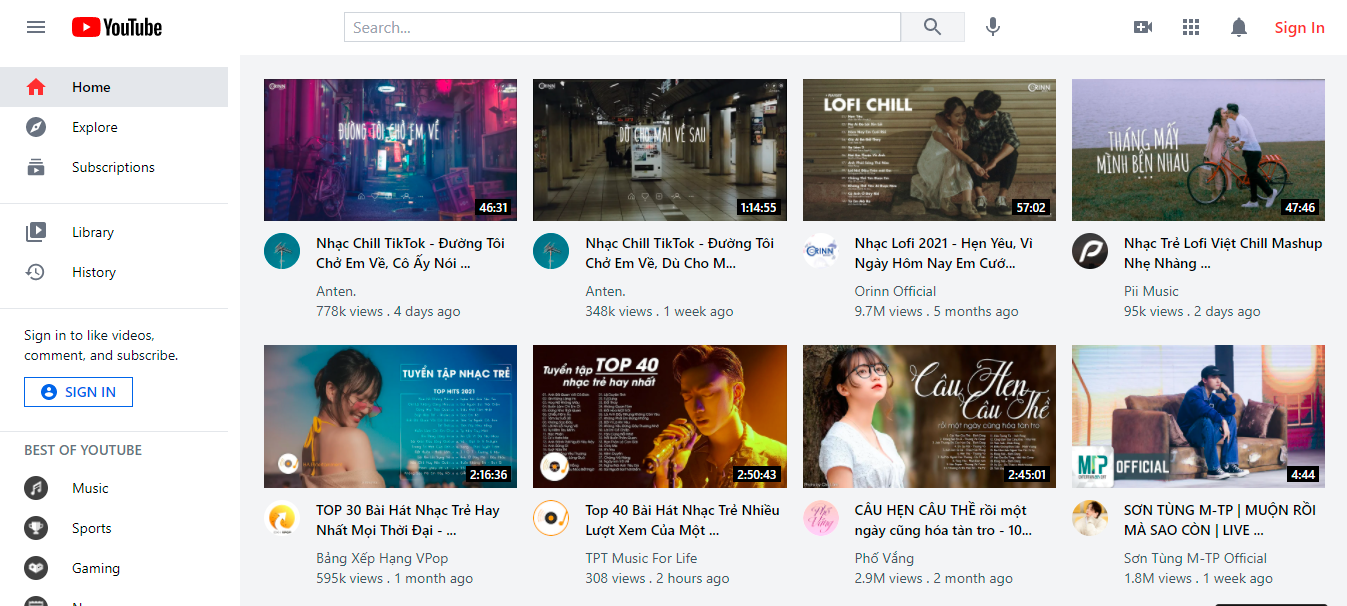 YouTube
Search...
Sign In
Home
Explore
Subscriptions
Library
History
Sign in to like videos,
comment, and subscribe.
SIGN IN
BEST OF YOUTUBE
Music
Sports
Gaming
ORINN
ĐƯỜNG TÔI CHỞ EM VỀ
46:31
Nhạc Chill TikTok - Đường Tôi
Chở Em Về, Có Ấy Nói ...
Anten.
778k views . 4 days ago
ORINN
DÙ CHO MAI VỀ SAU
1:14:55
Nhạc Chill TikTok - Đường Tôi
Chở Em Về, Dù Cho M...
Anten.
348k views . 1 week ago
LOFI CHILL
ORINN
57:02
ORINN
Nhạc Lofi 2021 - Hẹn Yêu, Vì
Ngày Hôm Nay Em Cướ...
Orinn Official
9.7M views . 5 months ago
THÁNG MẤY
MÌNH BÊN NHAU
47:46
Nhạc Trẻ Lofi Việt Chill Mashup
Nhẹ Nhàng ...
Pii Music
95k views . 2 days ago
TUYỂN TẬP NHẠC TRẺ
TOP HITS 2021
2:16:36
TOP 30 Bài Hát Nhạc Trẻ Hay
Nhất Mọi Thời Đại - ...
Bảng Xếp Hạng VPop
595k views . 1 month ago
Tuyển tập TOP 40
nhạc trẻ hay nhất
2:50:43
Top 40 Bài Hát Nhạc Trẻ Nhiều
Lượt Xem Của Một ...
TPT Music For Life
308 views . 2 hours ago
Câu Hẹn
Câu Thề
rồi một ngày cũng hóa tàn tro
2:45:01
Phố Vắng
CÂU HẸN CÂU THỀ rồi một
ngày cũng hóa tàn tro - 10...
Phố Vắng
2.9M views . 2 month ago
M-TP
OFFICIAL
4:44
SƠN TÙNG M-TP | MUỘN RỒI
MÀ SAO CÒN | LIVE ...
Sơn Tùng M-TP Official
1.8M views . 1 week ago